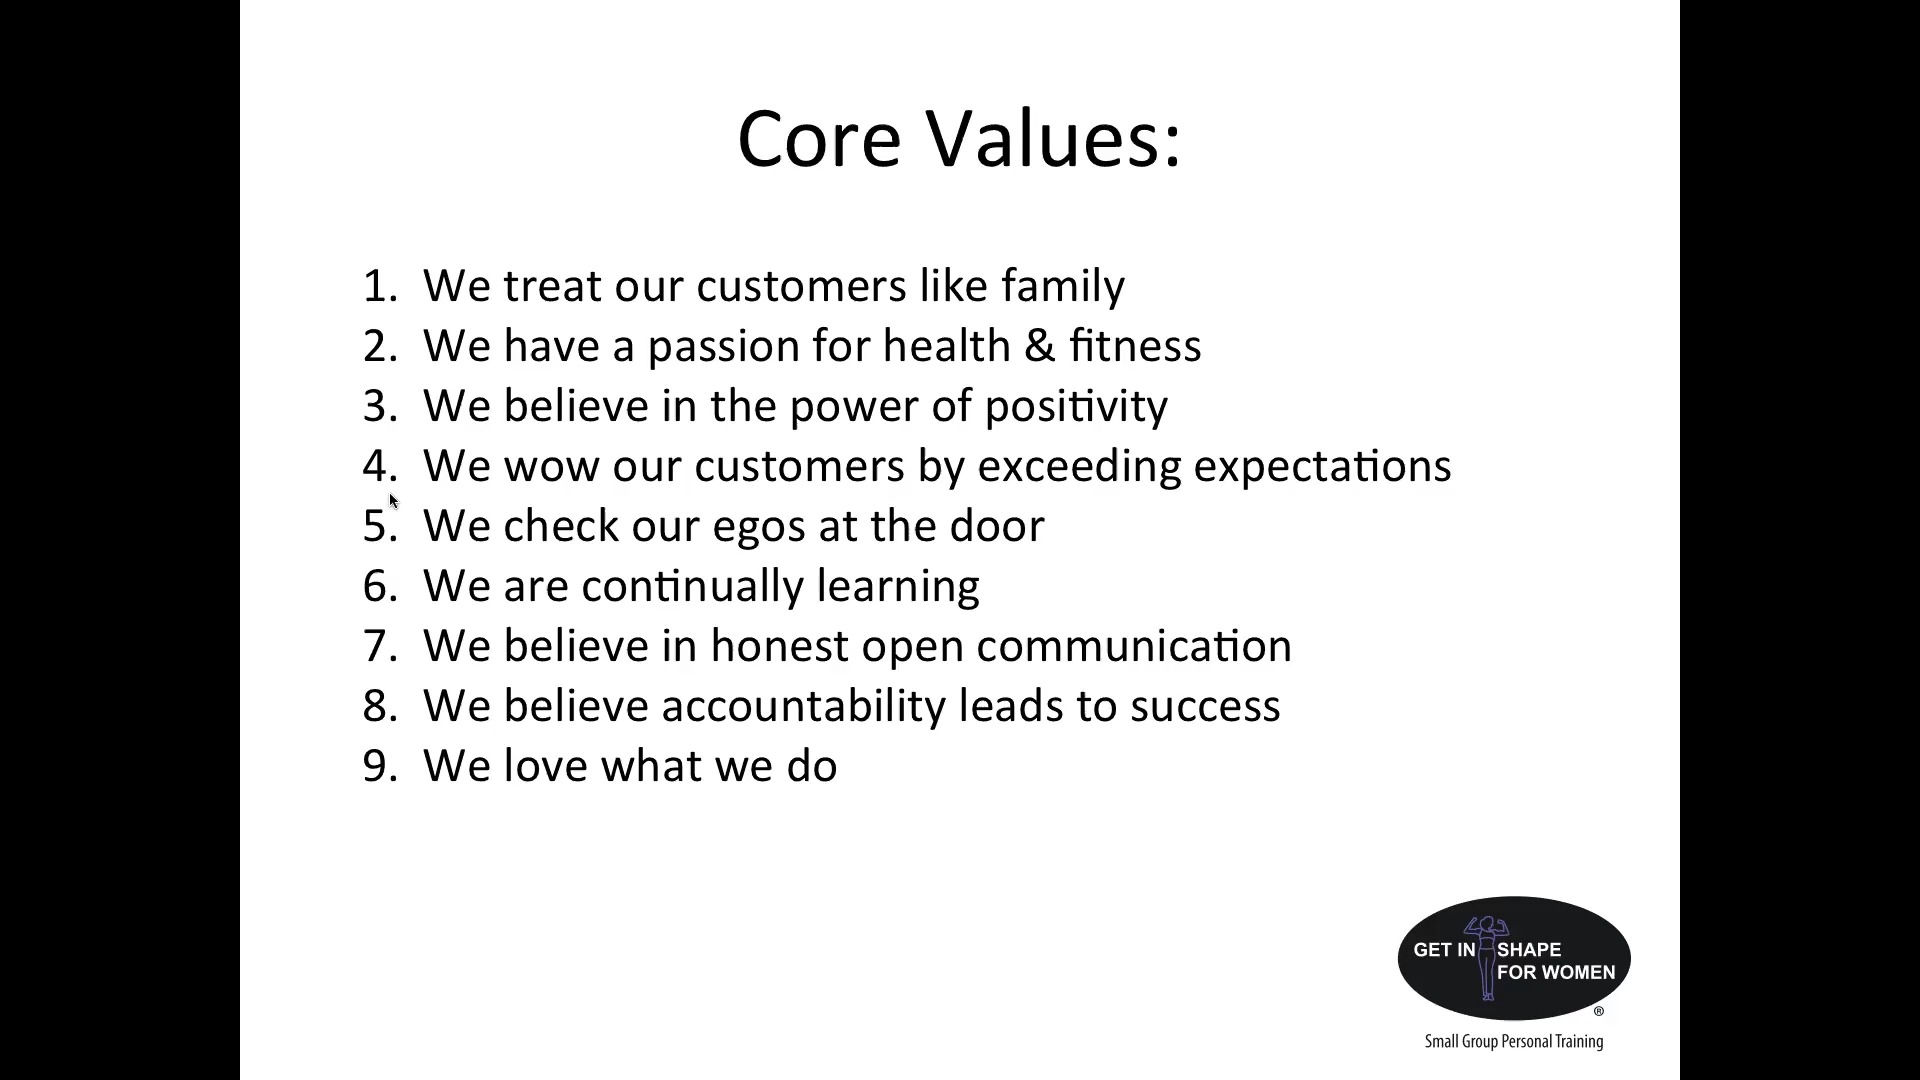 Core Values:
1. We treat our customers like family
2. We have a passion for health & fitness
3. We believe in the power of positivity
4. We wow our customers by exceeding expectations
5. We check our egos at the door
6. We are continually learning
7. We believe in honest open communication
8. We believe accountability leads to success
9. We love what we do
GET IN SHAPE
FOR WOMEN
®
Small Group Personal Training